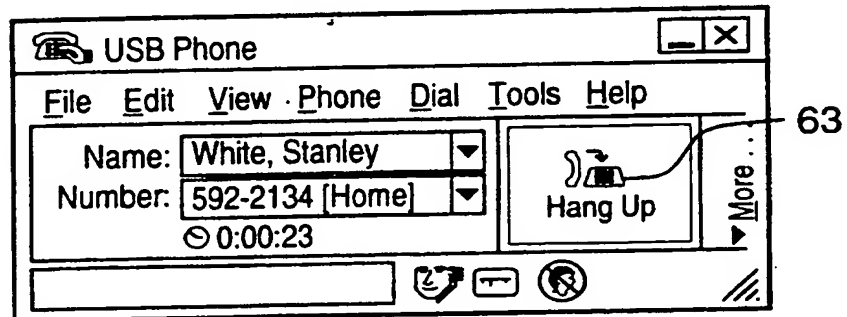 USB Phone
File Edit View Phone Dial Tools Help
63
Name: White, Stanley
Number: 592-2134 [Home]
0:00:23
Hang Up
More...